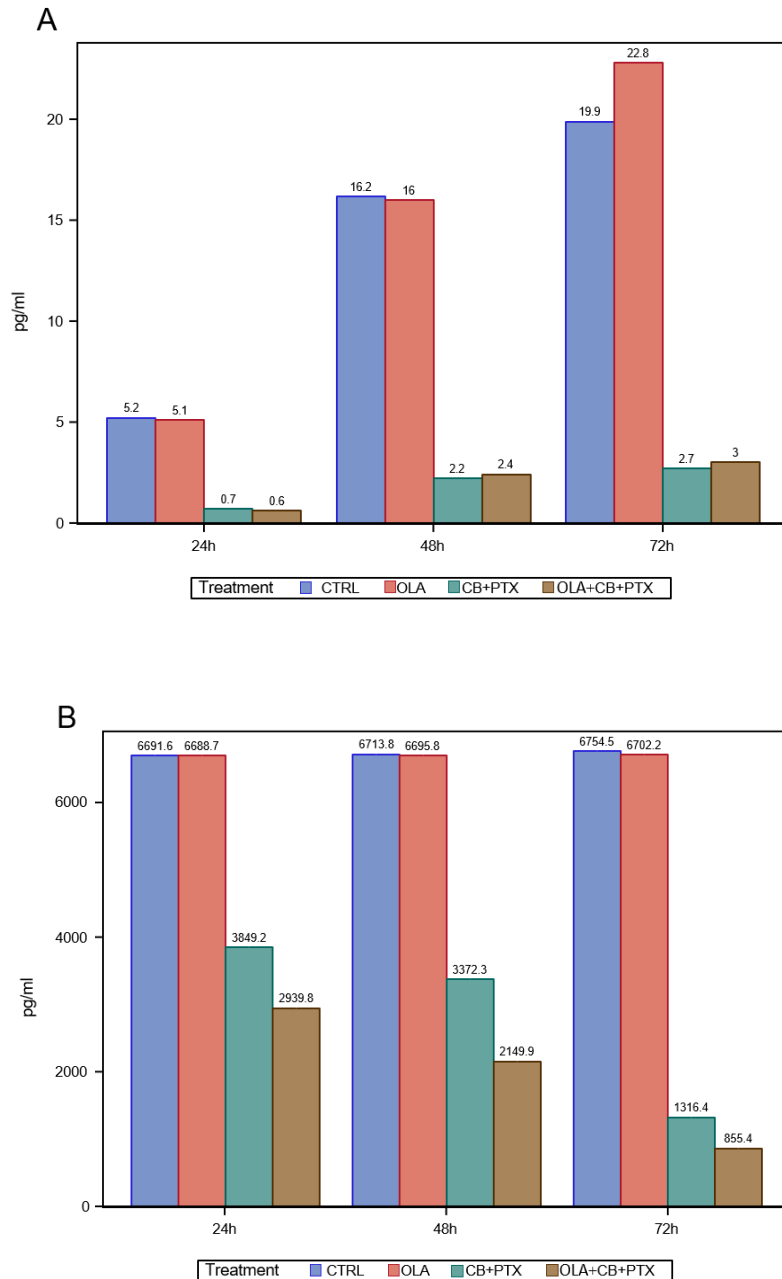 A
22.8
19.9
20
16.2
16
15
pg/ml
10
5.2
5.1
5
2.2
2.4
2.7
3
0.7
0.6
0
24h
48h
72h
Treatment CTRL OLA CB+PTX OLA+CB+PTX
B
6691.6
6688.7
6713.8
6695.8
6754.5
6702.2
6000
4000
3849.2
3372.3
pg/ml
2939.8
2149.9
2000
1316.4
855.4
0
24h
48h
72h
Treatment CTRL OLA CB+PTX OLA+CB+PTX